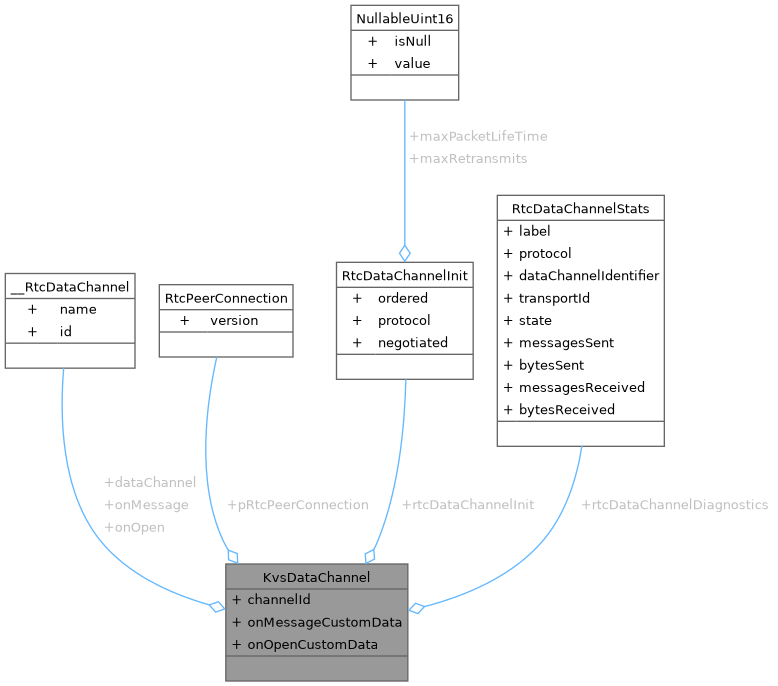 NullableUint16
+ isNull
+ value
+maxPacketLifeTime
+maxRetransmits
RtcDataChannelStats
+ label
+ protocol
+ dataChannelIdentifier
+ transportId
+ state
+ messagesSent
+ bytesSent
+ messagesReceived
+ bytesReceived
__RtcDataChannel
+ name
+ id
RtcPeerConnection
+ version
RtcDataChannelInit
+ ordered
+ protocol
+ negotiated
+dataChannel
+onMessage
+onOpen
+pRtcPeerConnection
+rtcDataChannelInit
+rtcDataChannelDiagnostics
KvsDataChannel
+ channelId
+ onMessageCustomData
+ onOpenCustomData